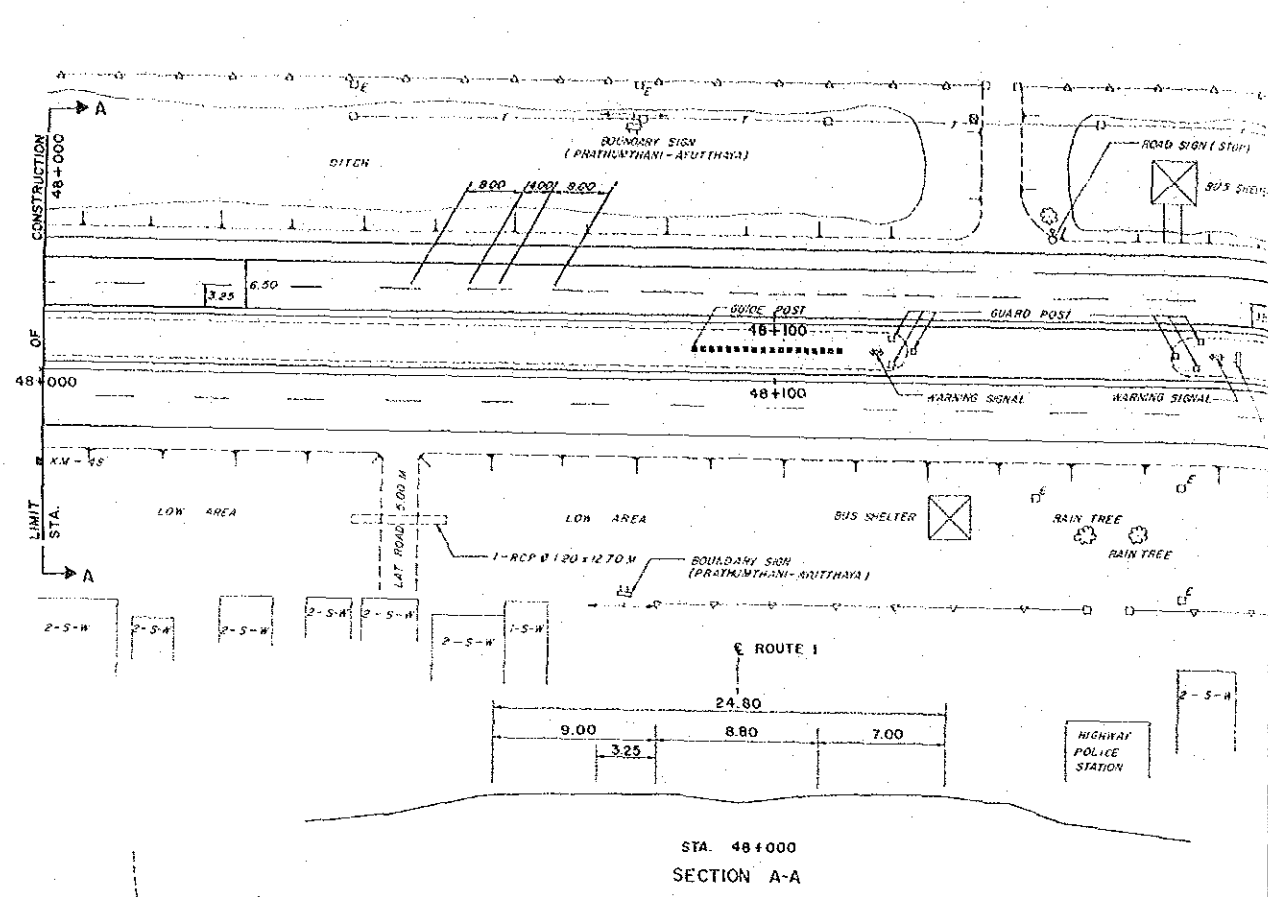 E
E
A
CONSTRUCTION
48+000
T
T
T
T
BOUNDARY SIGN
(PRATHUMTHANI-AYUTTHAYA)
DITCH
ROAD SIGN (STOP)
BUS
8.00
4.00
8.00
6.50
3.25
GUIDE POST
48+100
GUARD POST
OF
48+000
48+100
WARNING SIGNAL
WARNING SIGNAL
KM-48
LIMIT
STA.
LOW AREA
LAT ROAD 5.00 M
LOW AREA
BUS SHELTER
E
E
RAIN TREE
RAIN TREE
1-RCP Ø 1.20 x 12.70 M
BOUNDARY SIGN
(PRATHUMTHANI-AYUTTHAYA)
A
E
2-S-W
2-S-W
2-S-W
2-S-W
2-S-W
2-S-W
1-S-W
℄ ROUTE 1
24.80
9.00
8.80
7.00
3.25
2-S-W
HIGHWAY
POLICE
STATION
STA. 48+000
SECTION A-A